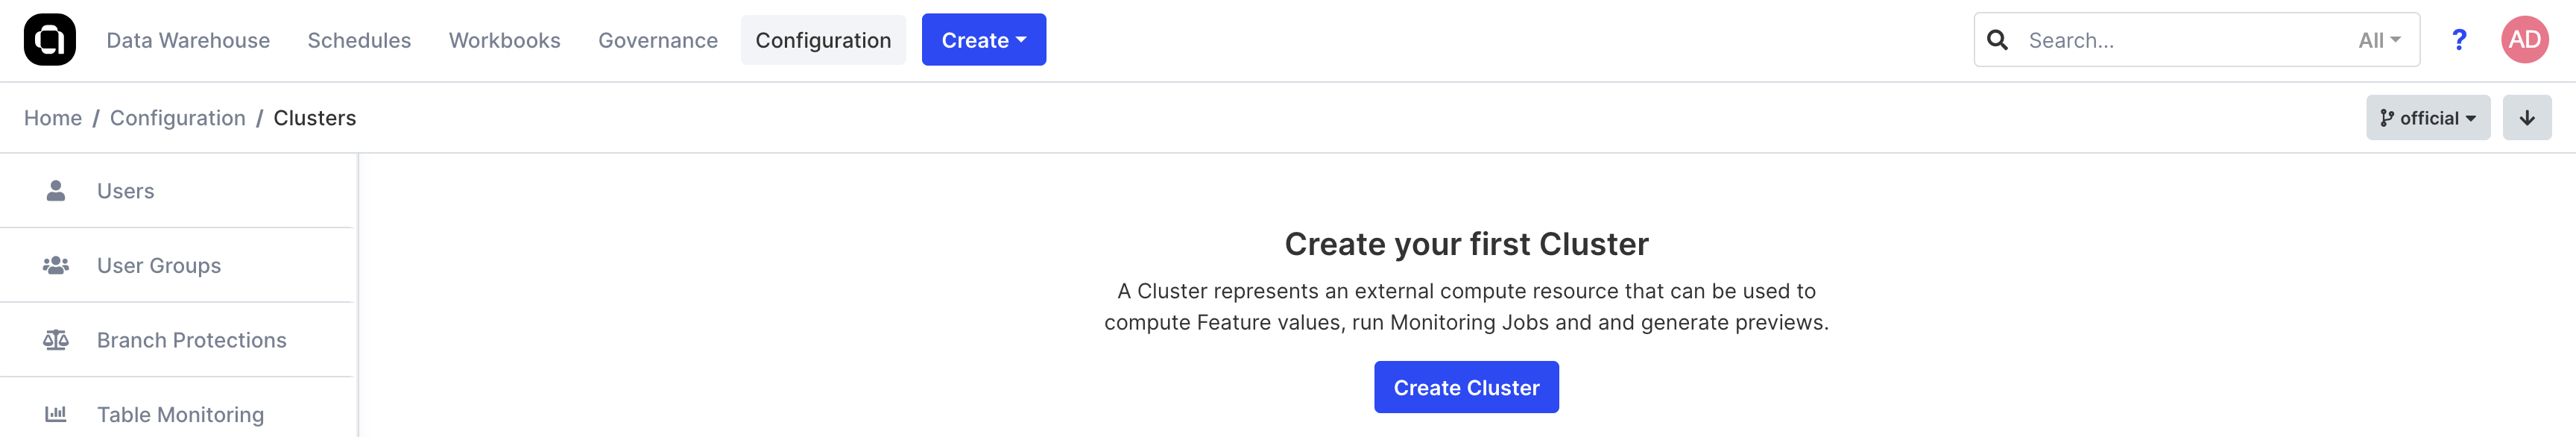 Data Warehouse Schedules Workbooks Governance Configuration Create Search... All ? AD
Home / Configuration / Clusters official
Users
User Groups
Branch Protections
Table Monitoring
Create your first Cluster
A Cluster represents an external compute resource that can be used to
compute Feature values, run Monitoring Jobs and and generate previews.
Create Cluster